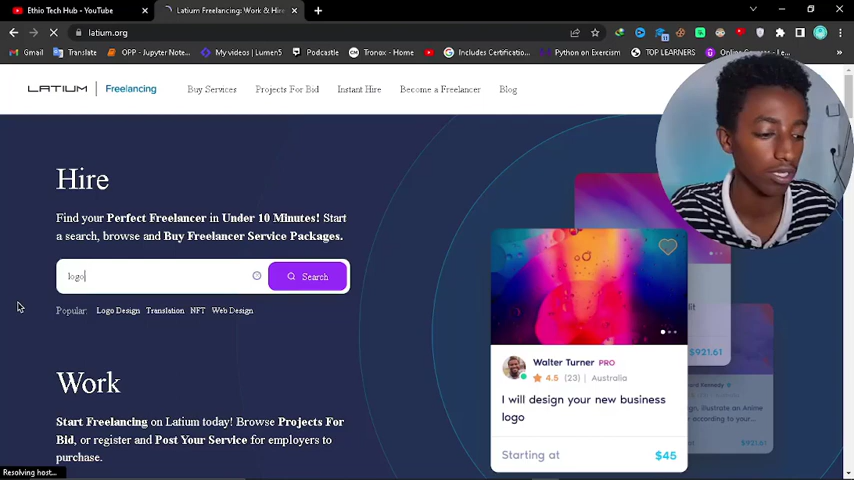 Ethio Tech Hub - YouTube
Latium Freelancing: Work & Hire
latium.org
Gmail
Translate
OPP - Jupyter Note...
My videos | Lumen5
Podcastle
Tronox - Home
Includes Certificatio...
Python on Exercism
TOP LEARNERS
LATIUM | Freelancing
Buy Services
Projects For Bid
Instant Hire
Become a Freelancer
Blog
Hire
Find your Perfect Freelancer in Under 10 Minutes! Start
a search, browse and Buy Freelancer Service Packages.
logo
Search
Popular:
Logo Design
Translation
NFT
Web Design
Work
Start Freelancing on Latium today! Browse Projects For
Bid, or register and Post Your Service for employers to
purchase.
Walter Turner PRO
4.5 (23) | Australia
I will design your new business
logo
Starting at
$45
$921.61
$921.61
Resolving host...